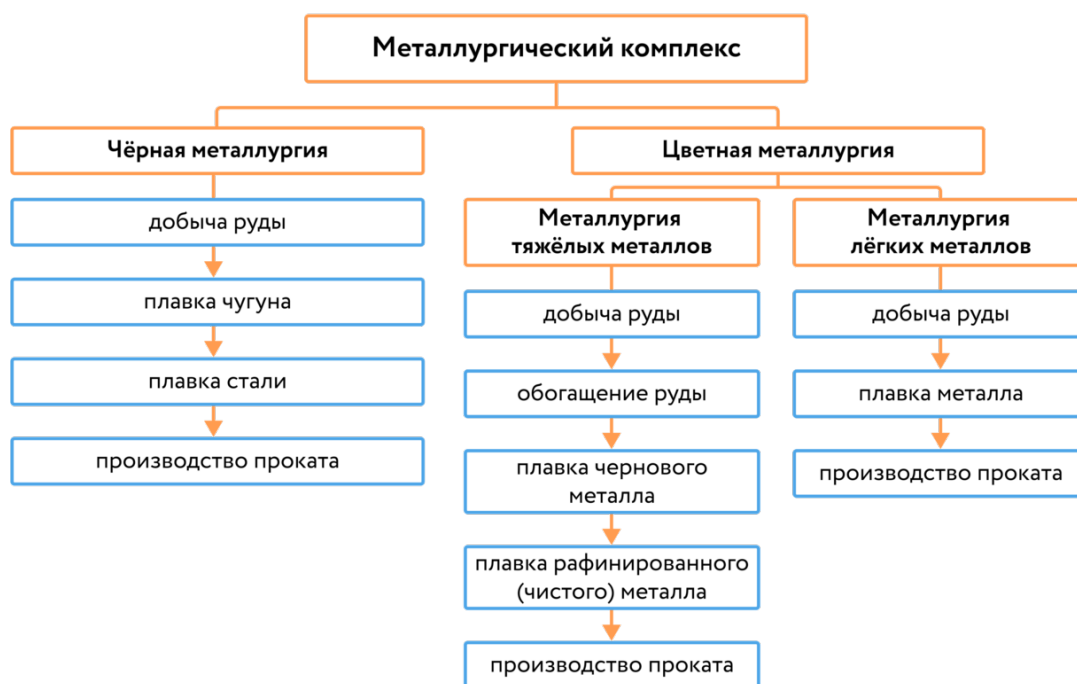 Металлургический комплекс
Чёрная металлургия
добыча руды
плавка чугуна
плавка стали
производство проката
Цветная металлургия
Металлургия
тяжёлых металлов
добыча руды
обогащение руды
плавка чернового
металла
плавка рафинированного
(чистого) металла
производство проката
Металлургия
лёгких металлов
добыча руды
плавка металла
производство проката